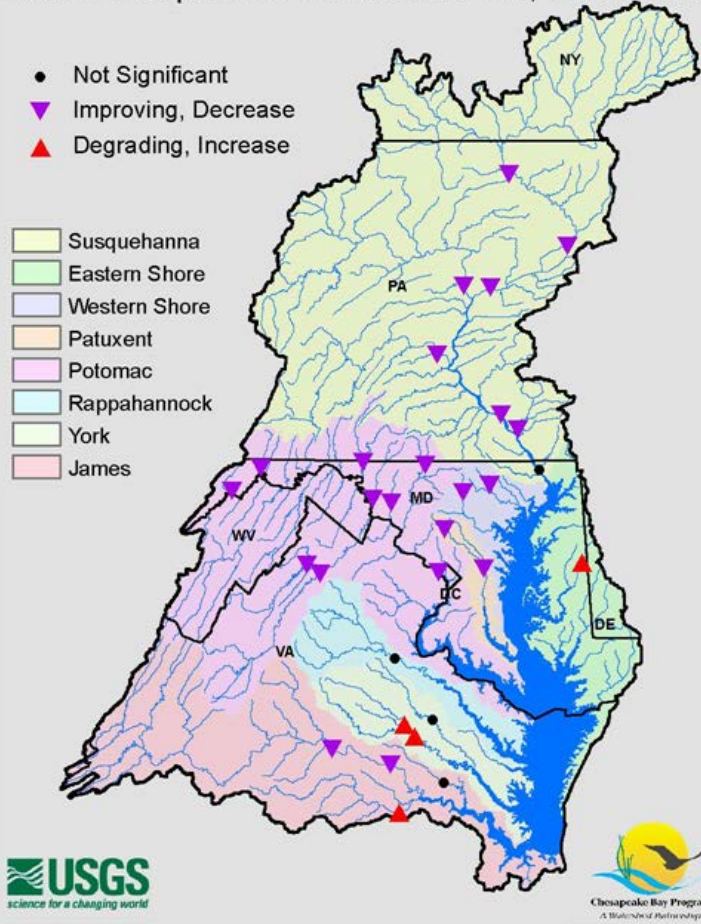 NY
Not Significant
Improving, Decrease
Degrading, Increase
Susquehanna
Eastern Shore
Western Shore
Patuxent
Potomac
Rappahannock
York
James
PA
MD
WV
DC
DE
VA
USGS
science for a changing world
Chesapeake Bay Progra
A Watershed Partnership